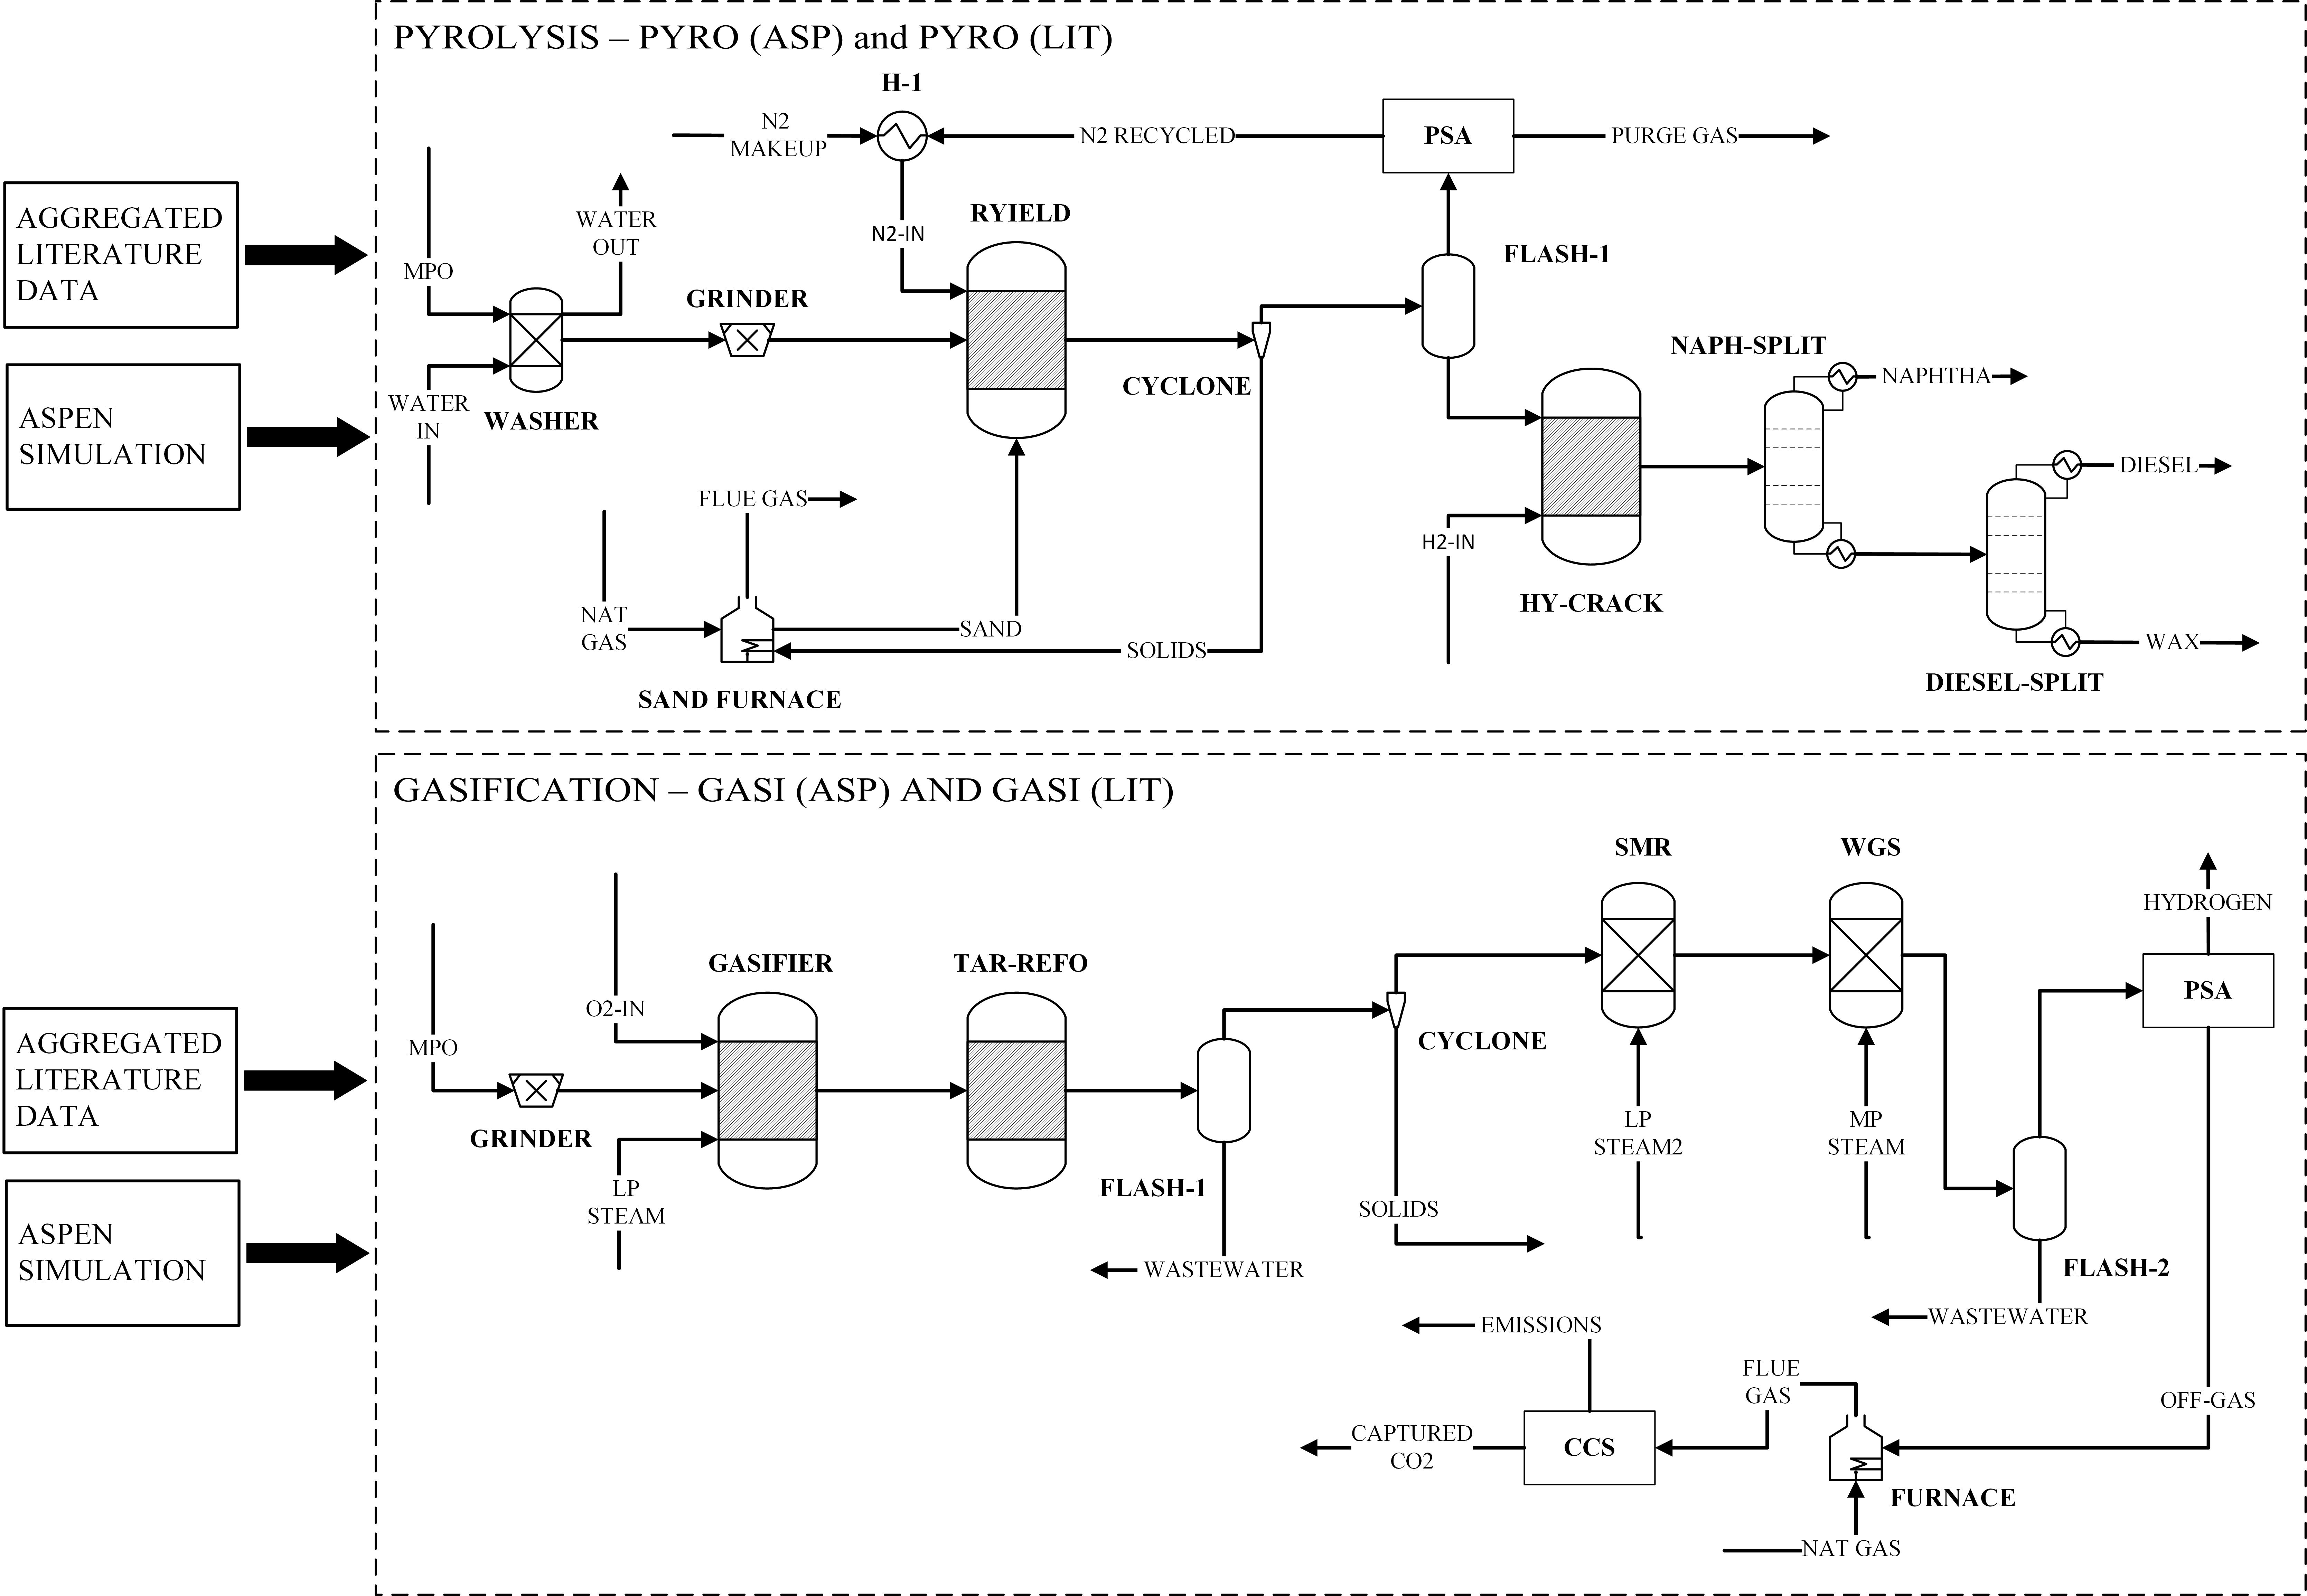 PYROLYSIS – PYRO (ASP) and PYRO (LIT)
H-1
N2
MAKEUP
N2 RECYCLED
PSA
PURGE GAS
AGGREGATED
LITERATURE
DATA
WATER
OUT
N2-IN
RYIELD
FLASH-1
MPO
GRINDER
NAPH-SPLIT
CYCLONE
NAPHTHA
ASPEN
SIMULATION
WATER
IN
WASHER
DIESEL
FLUE GAS
H2-IN
HY-CRACK
NAT
GAS
SAND
SOLIDS
WAX
SAND FURNACE
DIESEL-SPLIT
GASIFICATION – GASI (ASP) AND GASI (LIT)
SMR
WGS
HYDROGEN
GASIFIER
TAR-REFO
PSA
O2-IN
AGGREGATED
LITERATURE
DATA
MPO
CYCLONE
GRINDER
LP
STEAM2
MP
STEAM
LP
STEAM
FLASH-1
SOLIDS
ASPEN
SIMULATION
WASTEWATER
FLASH-2
EMISSIONS
WASTEWATER
FLUE
GAS
OFF-GAS
CAPTURED
CO2
CCS
FURNACE
NAT GAS